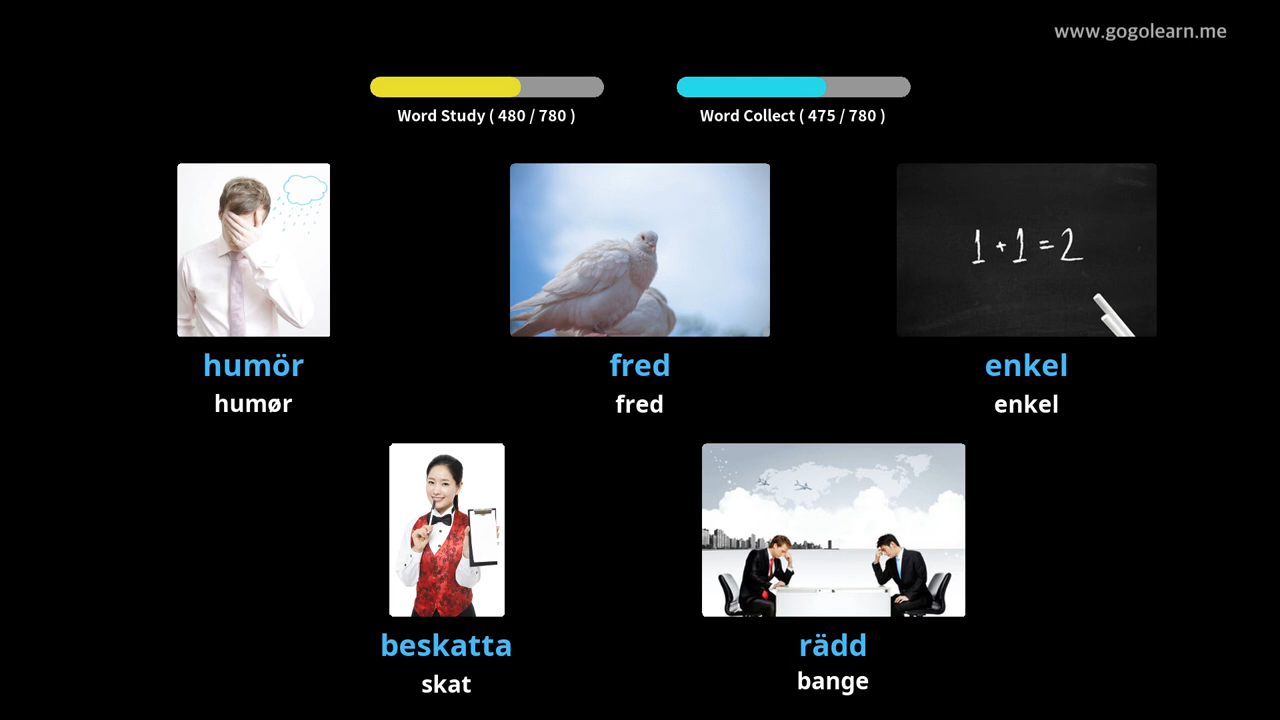 www.gogolearn.me
Word Study ( 480 / 780 )
Word Collect ( 475 / 780 )
1 + 1 = 2
humör
humør
fred
fred
enkel
enkel
beskatta
skat
rädd
bange